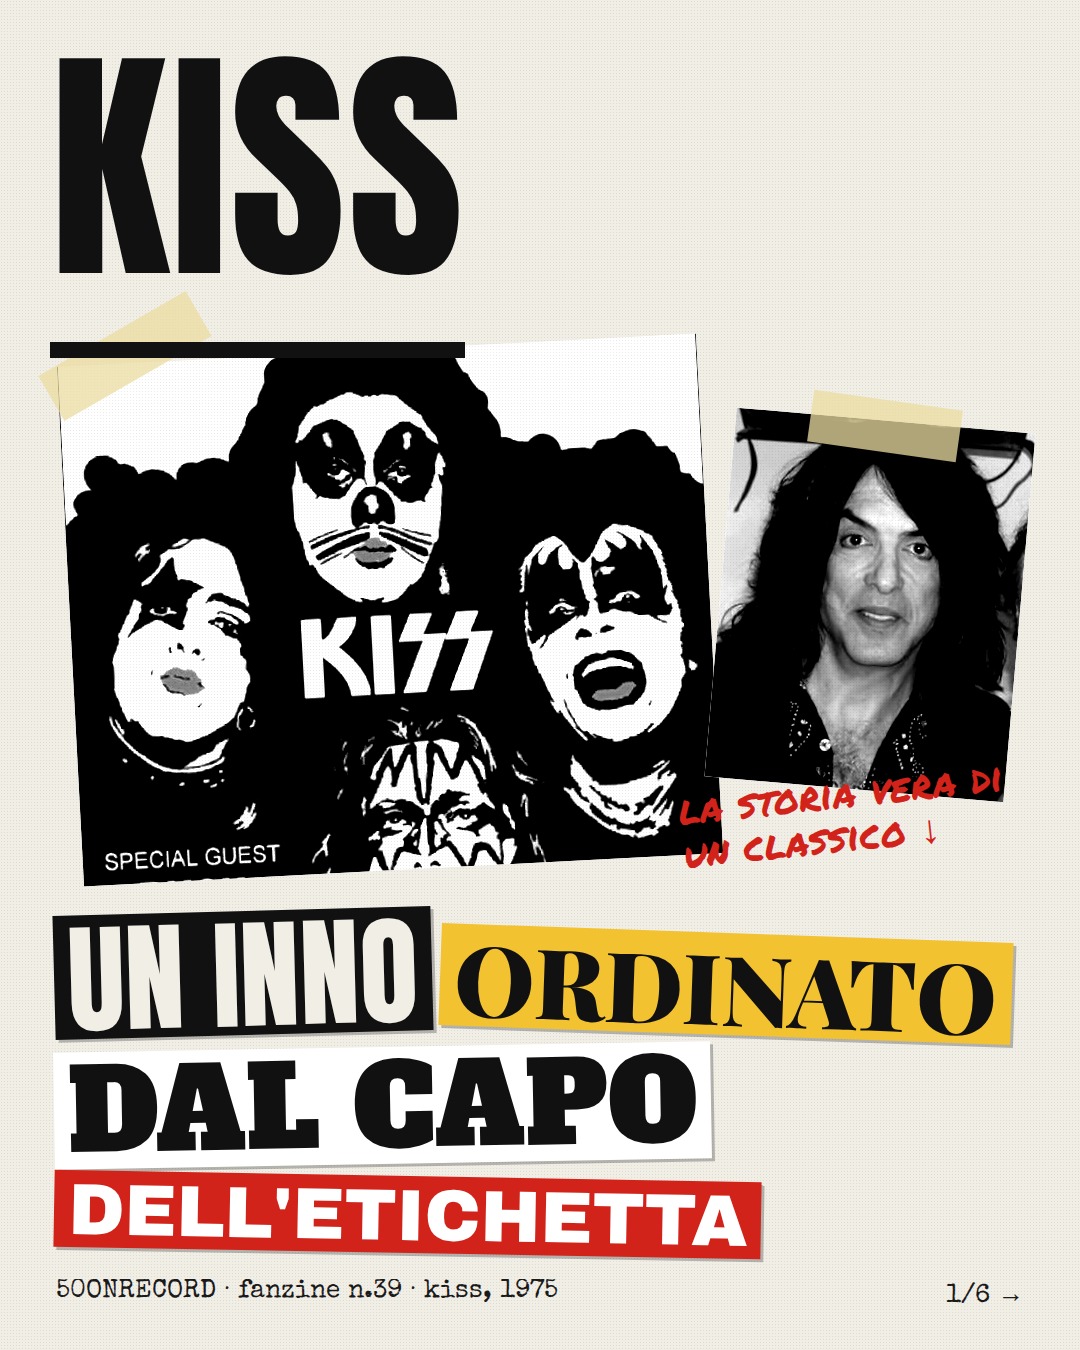 KISS
KISS
SPECIAL GUEST
LA STORIA VERA DI
UN CLASSICO ↓
UN INNO ORDINATO
DAL CAPO
DELL'ETICHETTA
500NRECORD · fanzine n.39 · kiss, 1975
1/6 →